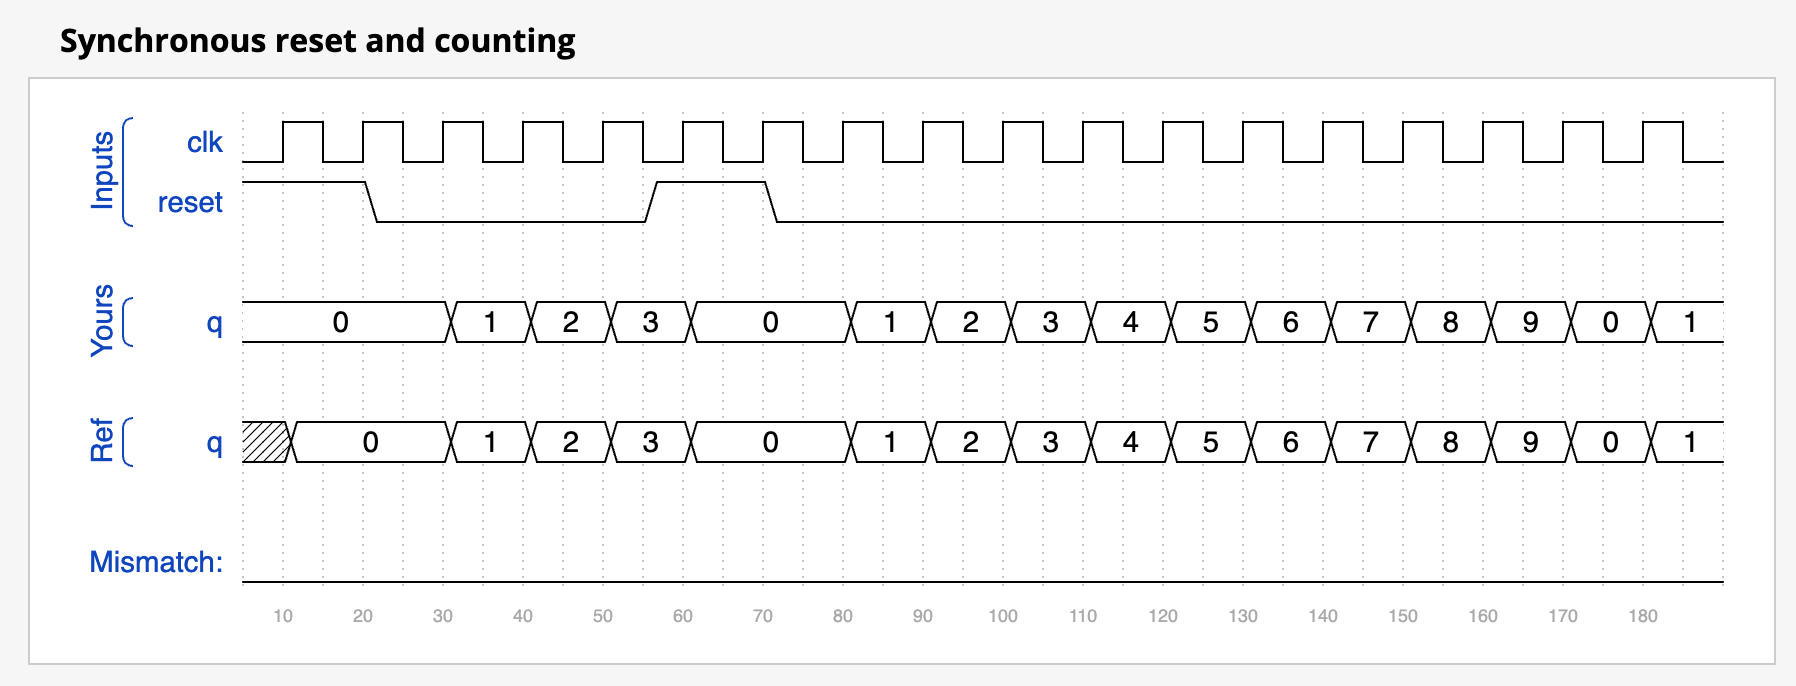 Synchronous reset and counting
Inputs
clk
reset
Yours
q 0 1 2 3 0 1 2 3 4 5 6 7 8 9 0 1
Ref
q 0 1 2 3 0 1 2 3 4 5 6 7 8 9 0 1
Mismatch:
10 20 30 40 50 60 70 80 90 100 110 120 130 140 150 160 170 180